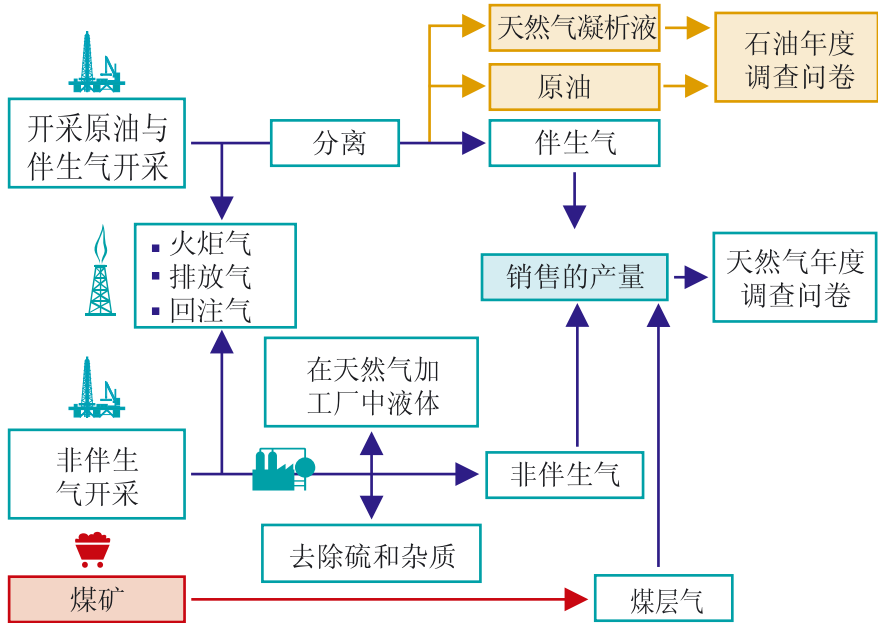 天然气凝析液
石油年度
调查问卷
原油
开采原油与
伴生气开采
分离
伴生气
火炬气
排放气
回注气
销售的产量
天然气年度
调查问卷
在天然气加
工厂中液体
非伴生
气开采
非伴生气
去除硫和杂质
煤矿
煤层气